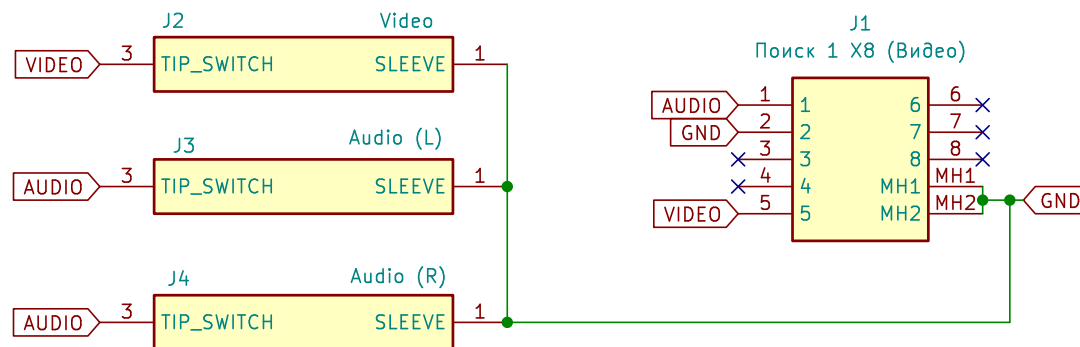 J2 Video
VIDEO 3 TIP_SWITCH SLEEVE 1
J3 Audio (L)
AUDIO 3 TIP_SWITCH SLEEVE 1
J4 Audio (R)
AUDIO 3 TIP_SWITCH SLEEVE 1
J1
Поиск 1 X8 (Видео)
AUDIO 1 1 6 6
GND 2 2 7 7
3 3 8 8
4 4 MH1 MH1
VIDEO 5 5 MH2 MH2
GND